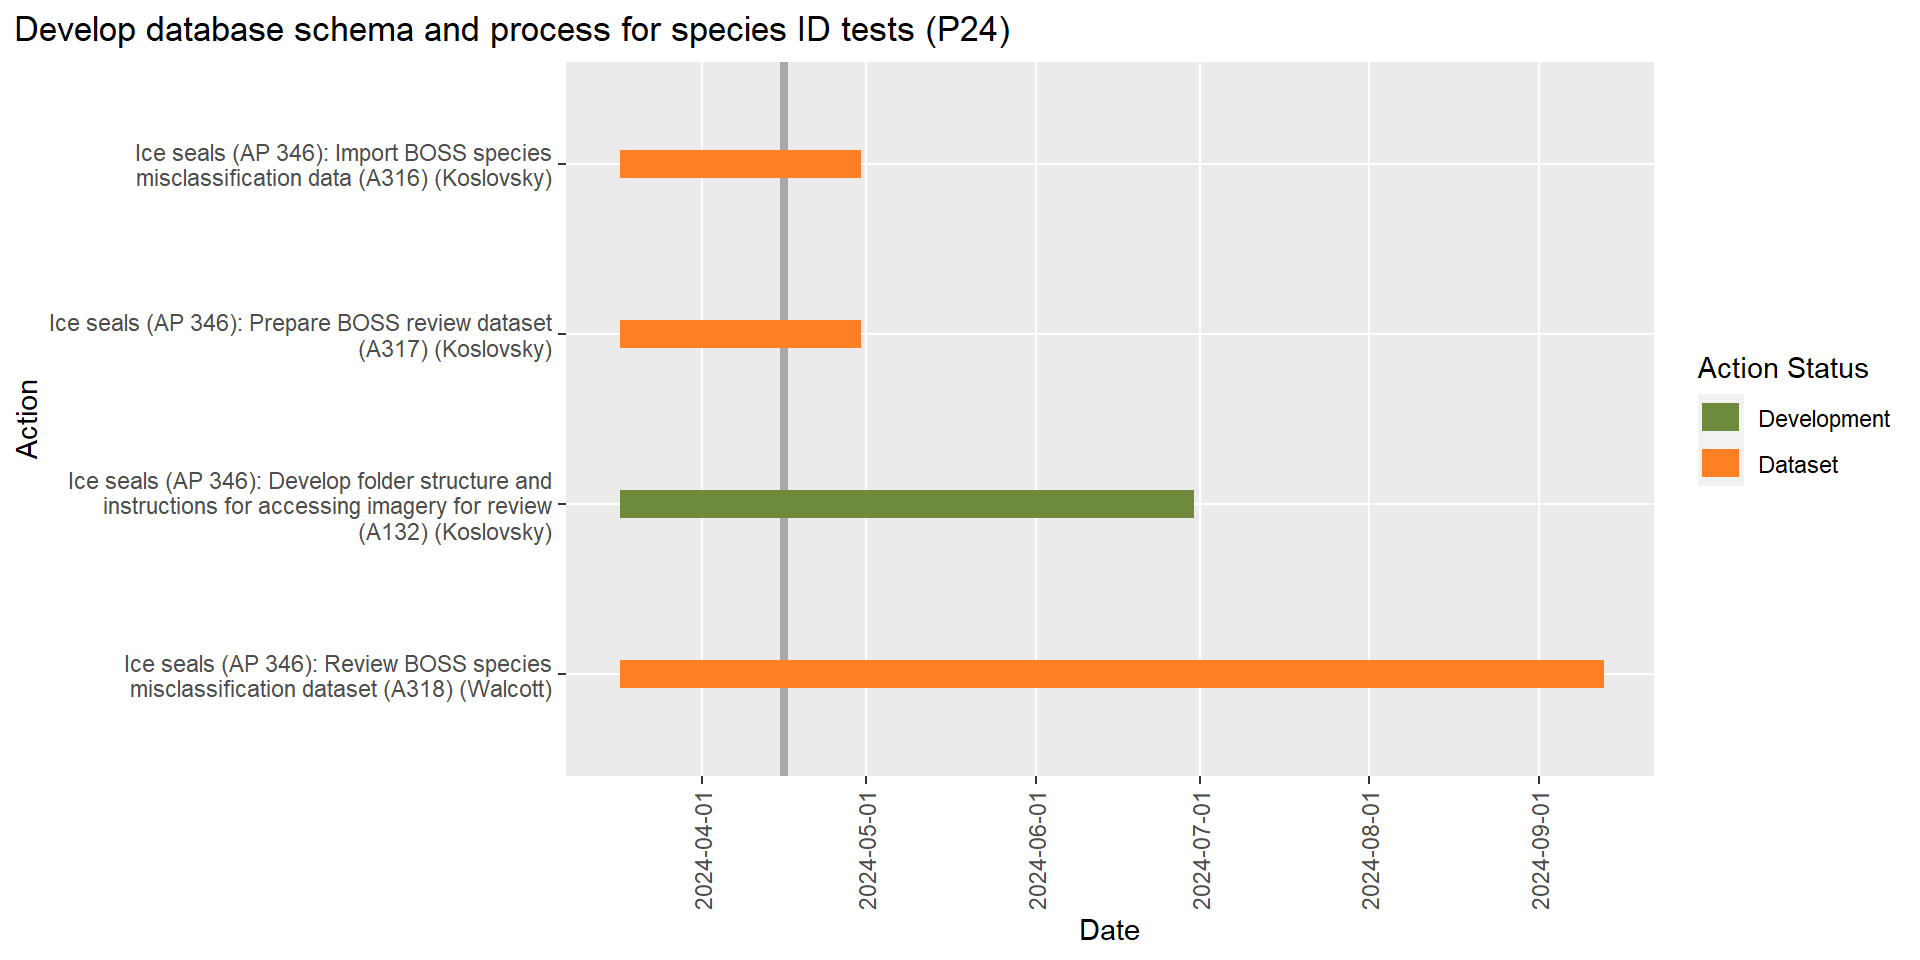 Develop database schema and process for species ID tests (P24)
Ice seals (AP 346): Import BOSS species
misclassification data (A316) (Koslovsky)
Ice seals (AP 346): Prepare BOSS review dataset
(A317) (Koslovsky)
Ice seals (AP 346): Develop folder structure and
instructions for accessing imagery for review
(A132) (Koslovsky)
Ice seals (AP 346): Review BOSS species
misclassification dataset (A318) (Walcott)
Action
2024-04-01
2024-05-01
2024-06-01
2024-07-01
2024-08-01
2024-09-01
Date
Action Status
Development
Dataset